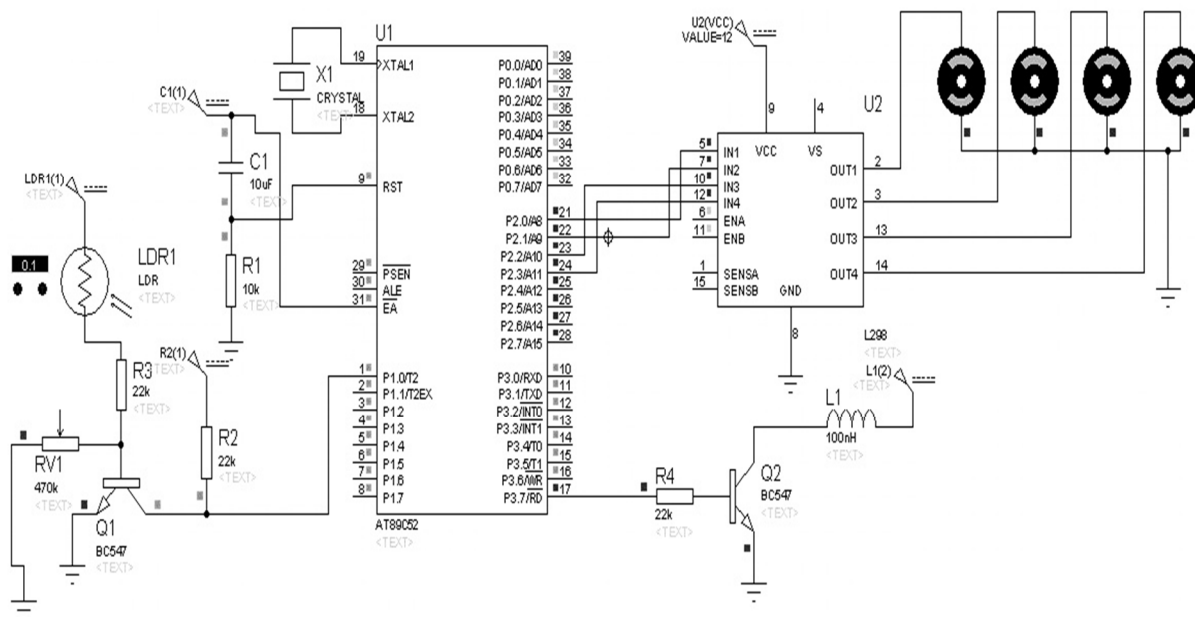 U1
19
XTAL1
X1
CRYSTAL
<TEXT>
18
XTAL2
C1(1)
<TEXT>
C1
10uF
<TEXT>
9
RST
LDR1(1)
<TEXT>
0.1
LDR1
LDR
<TEXT>
R1
10k
<TEXT>
29
PSEN
30
ALE
31
EA
R2(1)
<TEXT>
R3
22k
<TEXT>
R2
22k
<TEXT>
RV1
470k
<TEXT>
Q1
BC547
<TEXT>
1
P1.0/T2
2
P1.1/T2EX
3
P1.2
4
P1.3
5
P1.4
6
P1.5
7
P1.6
8
P1.7
AT89C52
<TEXT>
39
P0.0/AD0
38
P0.1/AD1
37
P0.2/AD2
36
P0.3/AD3
35
P0.4/AD4
34
P0.5/AD5
33
P0.6/AD6
32
P0.7/AD7
21
P2.0/A8
22
P2.1/A9
23
P2.2/A10
24
P2.3/A11
25
P2.4/A12
26
P2.5/A13
27
P2.6/A14
28
P2.7/A15
10
P3.0/RXD
11
P3.1/TXD
12
P3.2/INT0
13
P3.3/INT1
14
P3.4/T0
15
P3.5/T1
16
P3.6/WR
17
P3.7/RD
U2(VCC)
VALUE=12
U2
9
4
VCC
VS
5
IN1
7
IN2
10
IN3
12
IN4
6
ENA
11
ENB
1
SENSA
15
SENSB
GND
8
OUT1
2
OUT2
3
OUT3
13
OUT4
14
L298
<TEXT>
L1(2)
<TEXT>
L1
100nH
<TEXT>
R4
22k
<TEXT>
Q2
BC547
<TEXT>